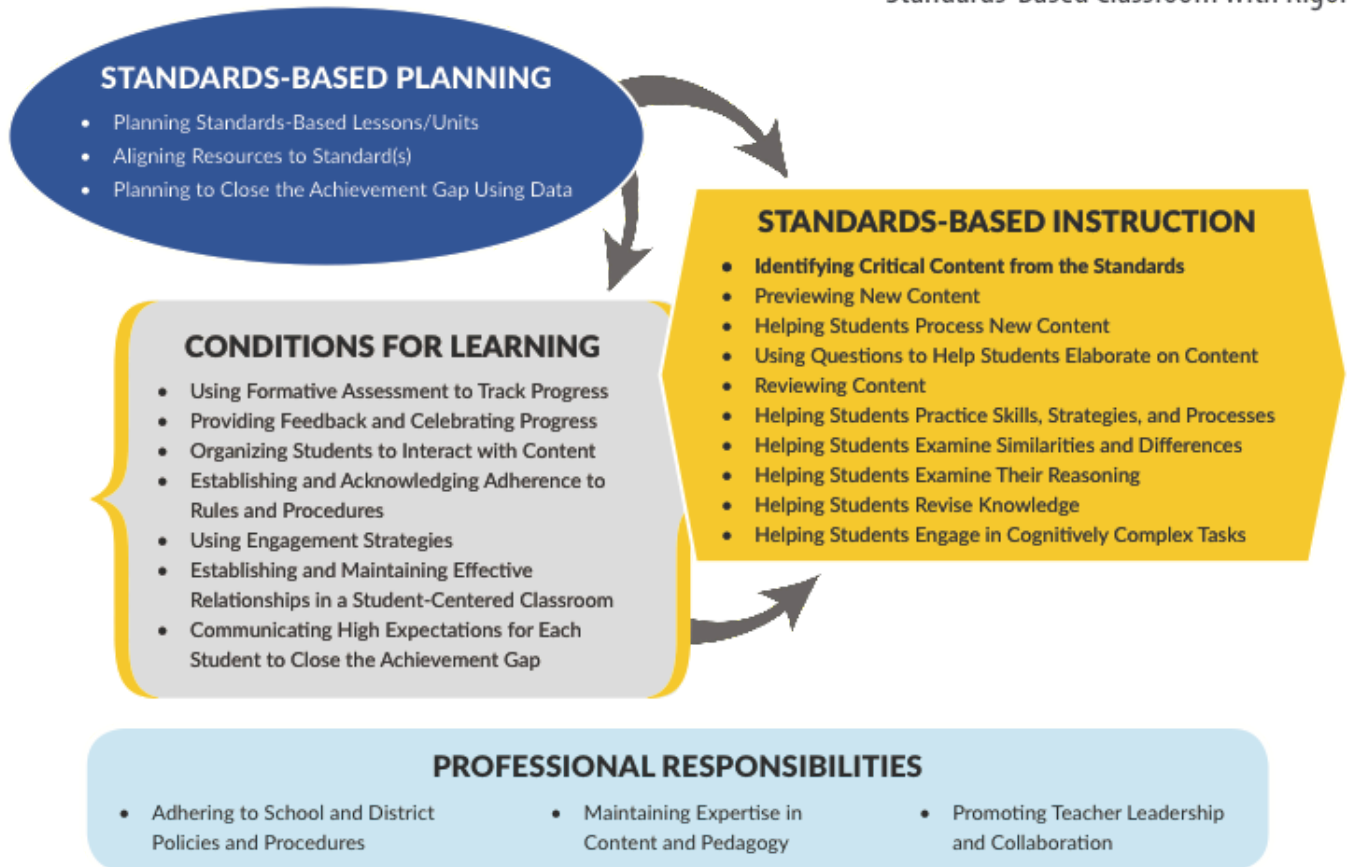 Standards-Based Classroom with Rigor
STANDARDS-BASED PLANNING
• Planning Standards-Based Lessons/Units
• Aligning Resources to Standard(s)
• Planning to Close the Achievement Gap Using Data
STANDARDS-BASED INSTRUCTION
• Identifying Critical Content from the Standards
• Previewing New Content
• Helping Students Process New Content
• Using Questions to Help Students Elaborate on Content
• Reviewing Content
• Helping Students Practice Skills, Strategies, and Processes
• Helping Students Examine Similarities and Differences
• Helping Students Examine Their Reasoning
• Helping Students Revise Knowledge
• Helping Students Engage in Cognitively Complex Tasks
CONDITIONS FOR LEARNING
• Using Formative Assessment to Track Progress
• Providing Feedback and Celebrating Progress
• Organizing Students to Interact with Content
• Establishing and Acknowledging Adherence to
Rules and Procedures
• Using Engagement Strategies
• Establishing and Maintaining Effective
Relationships in a Student-Centered Classroom
• Communicating High Expectations for Each
Student to Close the Achievement Gap
PROFESSIONAL RESPONSIBILITIES
• Adhering to School and District
Policies and Procedures
• Maintaining Expertise in
Content and Pedagogy
• Promoting Teacher Leadership
and Collaboration